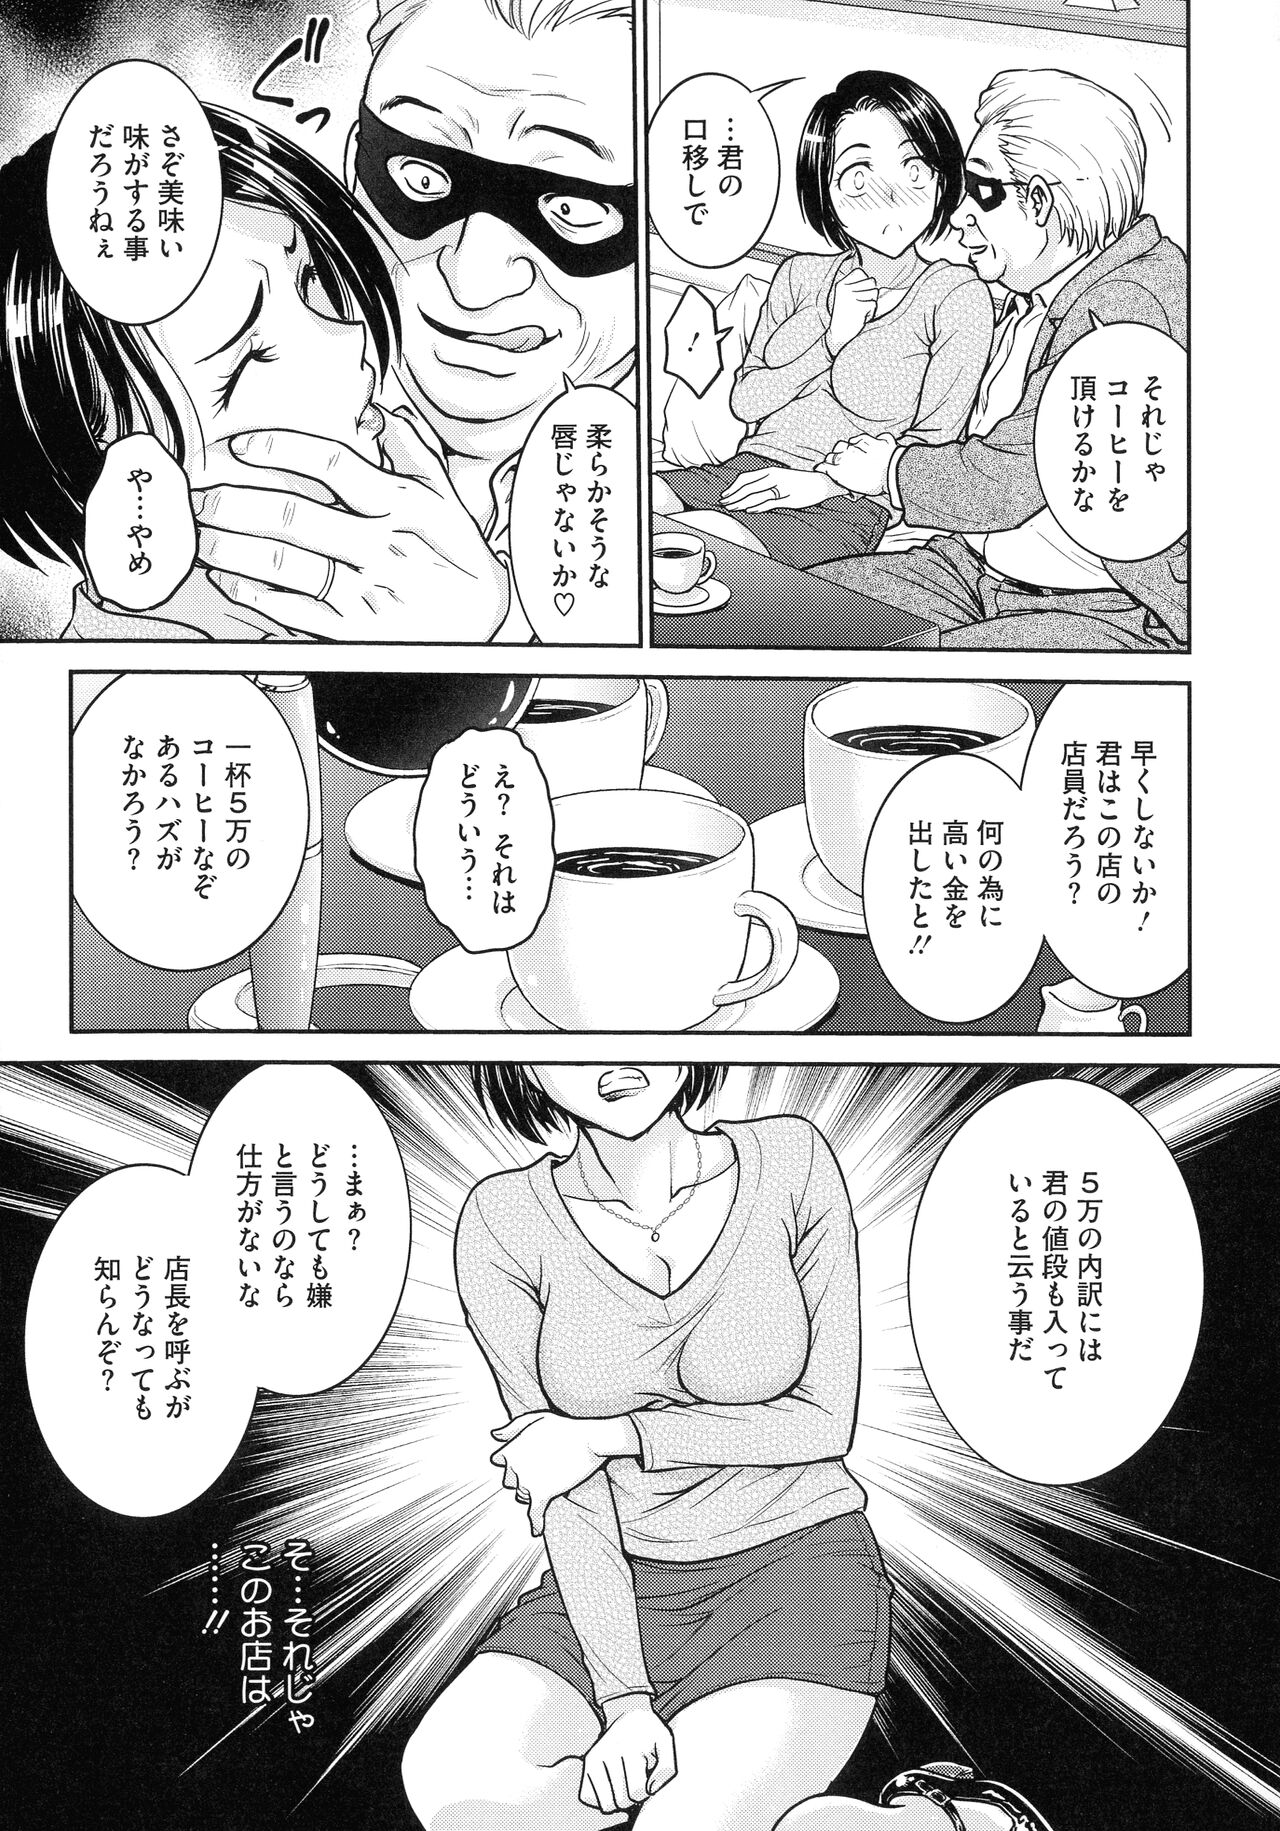 それじゃ
コーヒーを
頂けるかな
…君の
口移しで
！
柔らかそうな
唇じゃないか♡
さぞ美味い
味がする事
だろうねぇ
や…やめ
早くしないか！
君はこの店の
店員だろう？
何の為に
高い金を
出したと!!
え？それは
どういう…
一杯５万の
コーヒーなぞ
あるハズが
なかろう？
５万の内訳には
君の値段も入って
いると云う事だ
…まぁ？
どうしても嫌
と言うのなら
仕方がないな
店長を呼ぶが
どうなっても
知らんぞ？
そ…それじゃ
このお店は
……!!